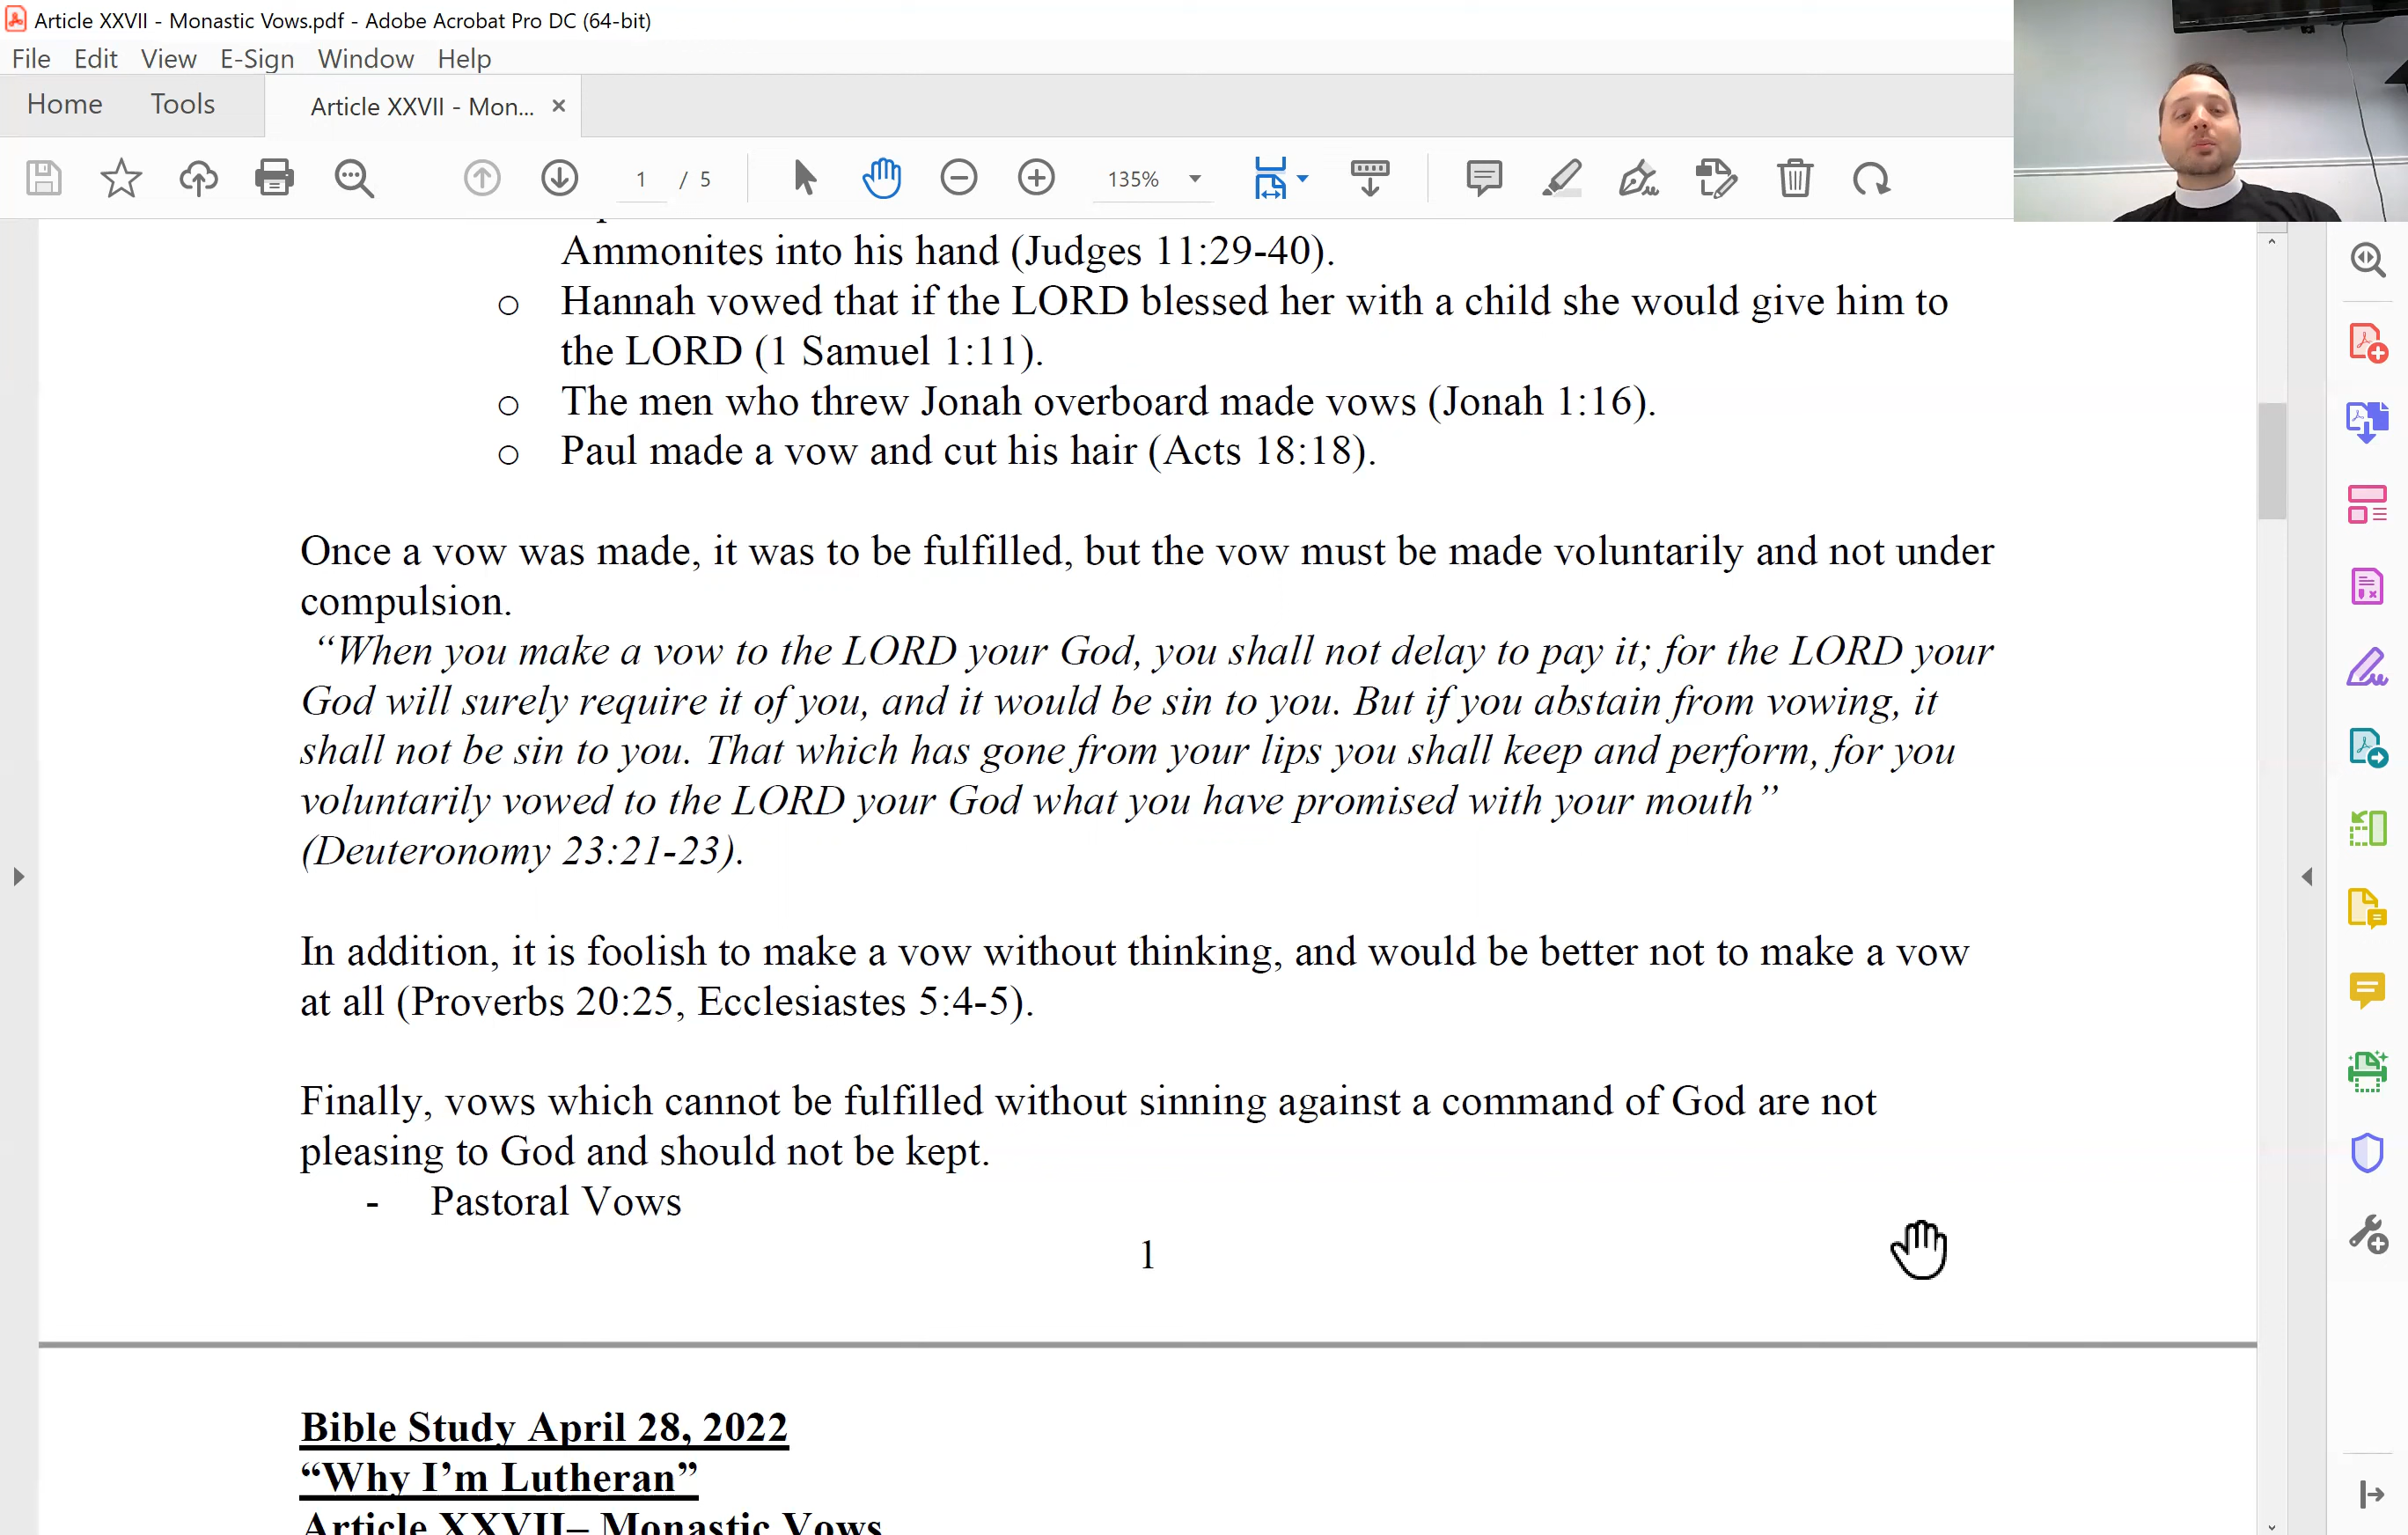 Article XXVII - Monastic Vows.pdf - Adobe Acrobat Pro DC (64-bit)
File Edit View E-Sign Window Help
Home Tools Article XXVII - Mon... ×
1 / 5 135%
Ammonites into his hand (Judges 11:29-40).
o Hannah vowed that if the LORD blessed her with a child she would give him to
the LORD (1 Samuel 1:11).
o The men who threw Jonah overboard made vows (Jonah 1:16).
o Paul made a vow and cut his hair (Acts 18:18).
Once a vow was made, it was to be fulfilled, but the vow must be made voluntarily and not under
compulsion.
“When you make a vow to the LORD your God, you shall not delay to pay it; for the LORD your
God will surely require it of you, and it would be sin to you. But if you abstain from vowing, it
shall not be sin to you. That which has gone from your lips you shall keep and perform, for you
voluntarily vowed to the LORD your God what you have promised with your mouth”
(Deuteronomy 23:21-23).
In addition, it is foolish to make a vow without thinking, and would be better not to make a vow
at all (Proverbs 20:25, Ecclesiastes 5:4-5).
Finally, vows which cannot be fulfilled without sinning against a command of God are not
pleasing to God and should not be kept.
- Pastoral Vows
1
Bible Study April 28, 2022
“Why I’m Lutheran”
Article XXVII– Monastic Vows